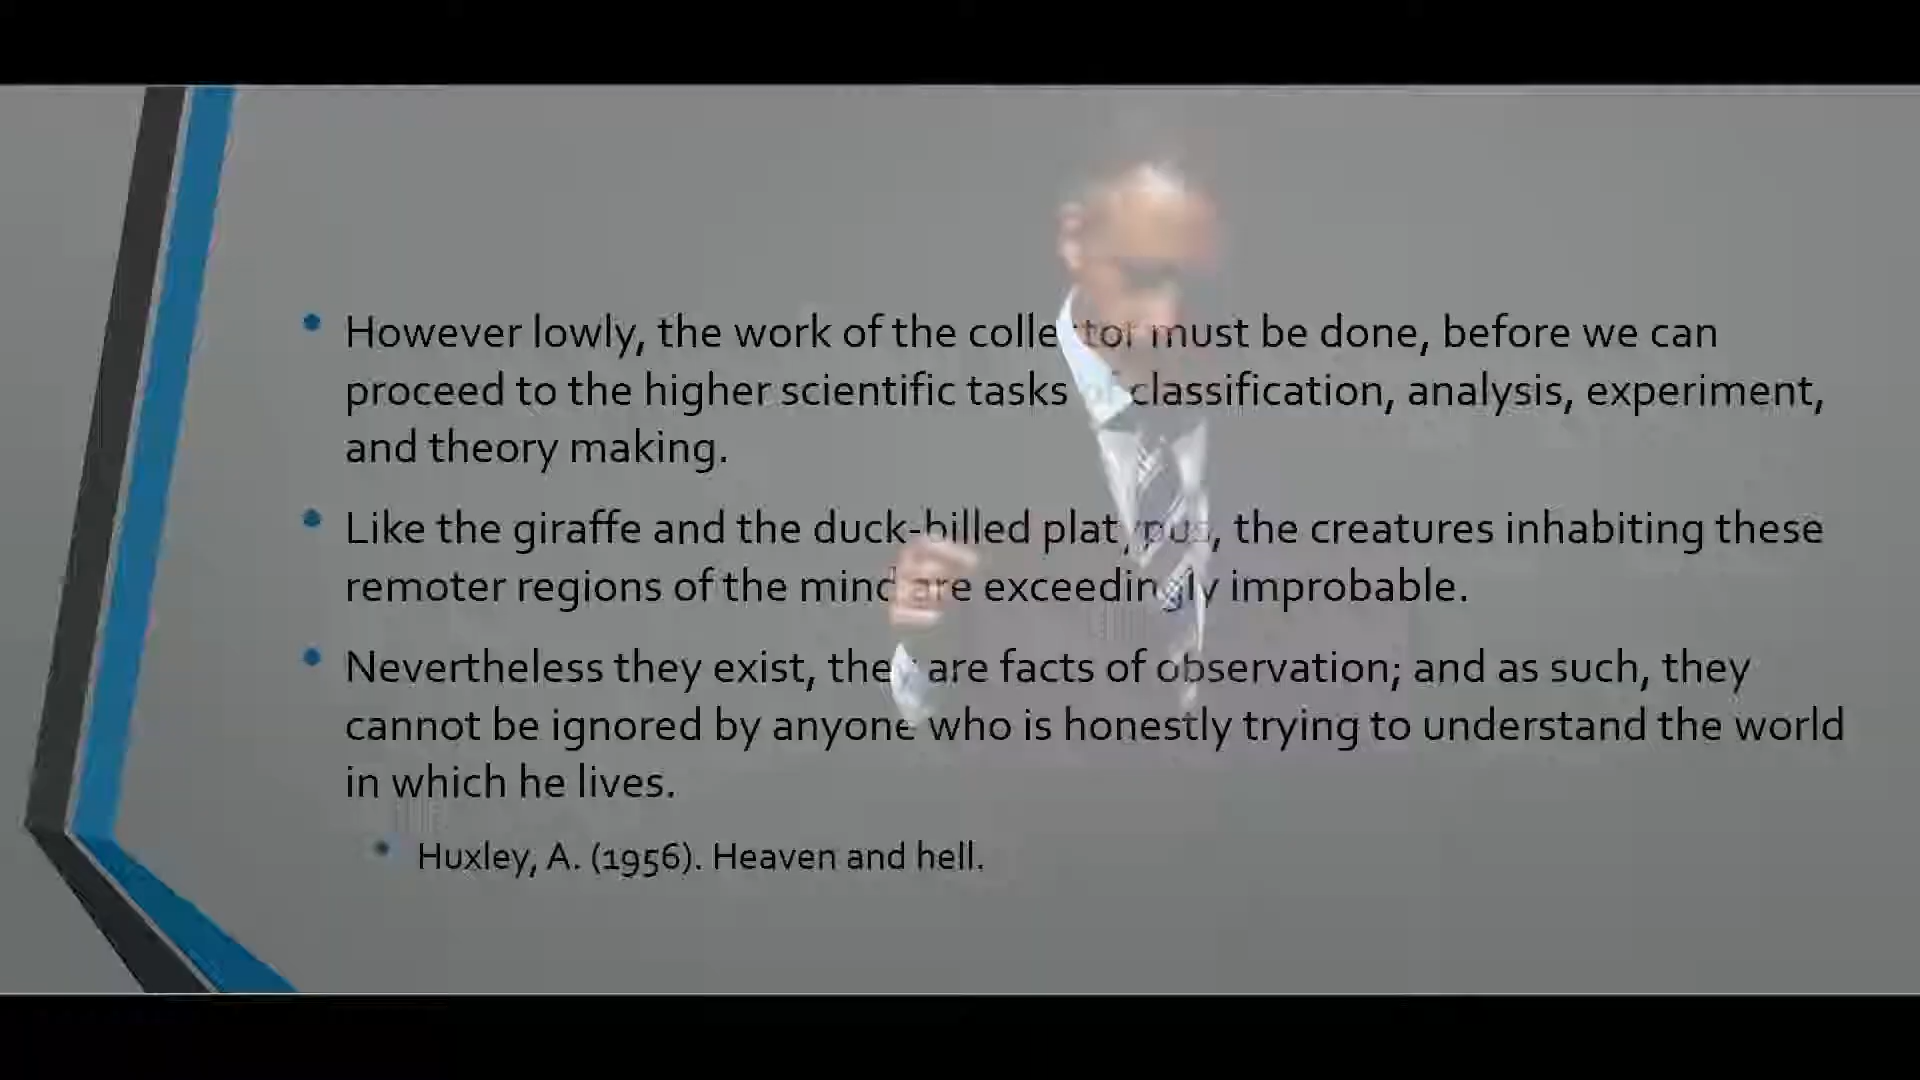 • However lowly, the work of the collector must be done, before we can
proceed to the higher scientific tasks of classification, analysis, experiment,
and theory making.
• Like the giraffe and the duck-billed platypus, the creatures inhabiting these
remoter regions of the mind are exceedingly improbable.
• Nevertheless they exist, they are facts of observation; and as such, they
cannot be ignored by anyone who is honestly trying to understand the world
in which he lives.
• Huxley, A. (1956). Heaven and hell.